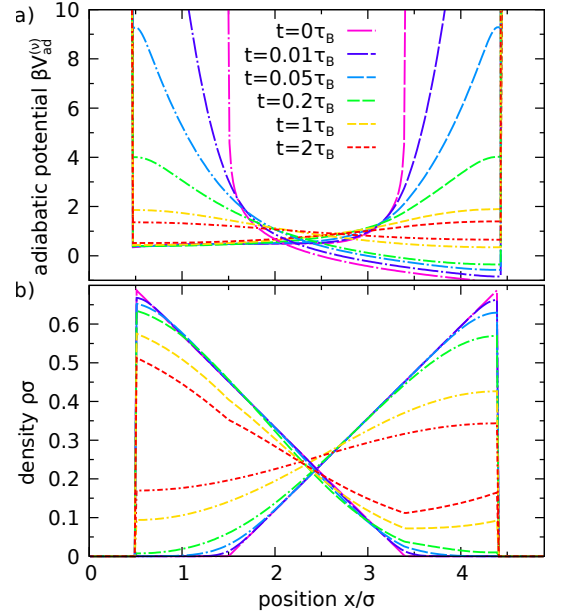 a)
adiabatic potential βV_ad^(ν)
10
8
6
4
2
0
t=0τ_B
t=0.01τ_B
t=0.05τ_B
t=0.2τ_B
t=1τ_B
t=2τ_B
b)
density ρσ
0.6
0.5
0.4
0.3
0.2
0.1
0
0 1 2 3 4
position x/σ